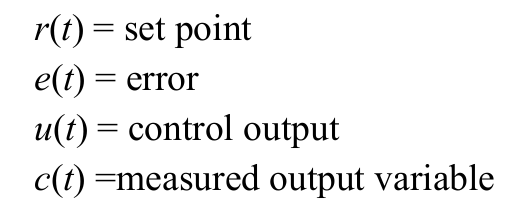 r(t) = set point
e(t) = error
u(t) = control output
c(t) =measured output variable